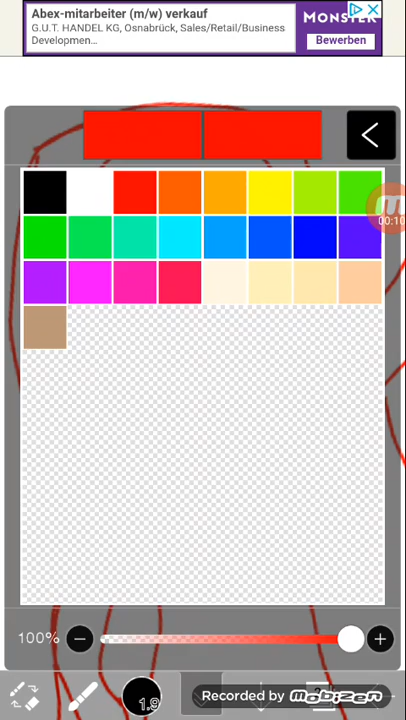 Abex-mitarbeiter (m/w) verkauf
G.U.T. HANDEL KG, Osnabrück, Sales/Retail/Business
Developmen...
MONSTER
Bewerben
00:10
100%
1.9
Recorded by mobizen